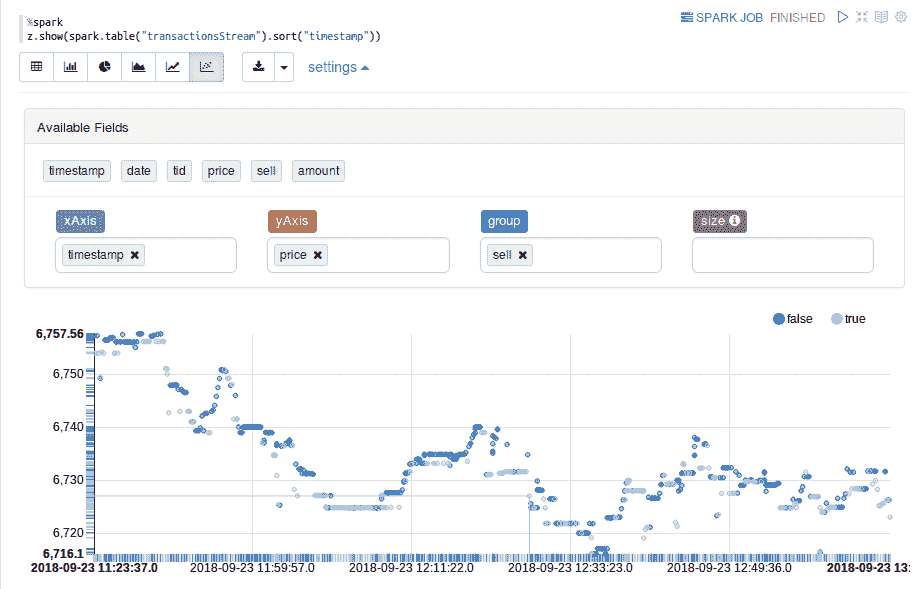 %spark
z.show(spark.table("transactionsStream").sort("timestamp"))
SPARK JOB FINISHED
settings
Available Fields
timestamp date tid price sell amount
xAxis yAxis group size
timestamp ✖ price ✖ sell ✖
false true
6,757.56
6,750
6,740
6,730
6,720
6,716.1
2018-09-23 11:23:37.0 2018-09-23 11:59:57.0 2018-09-23 12:11:22.0 2018-09-23 12:33:23.0 2018-09-23 12:49:36.0 2018-09-23 13: